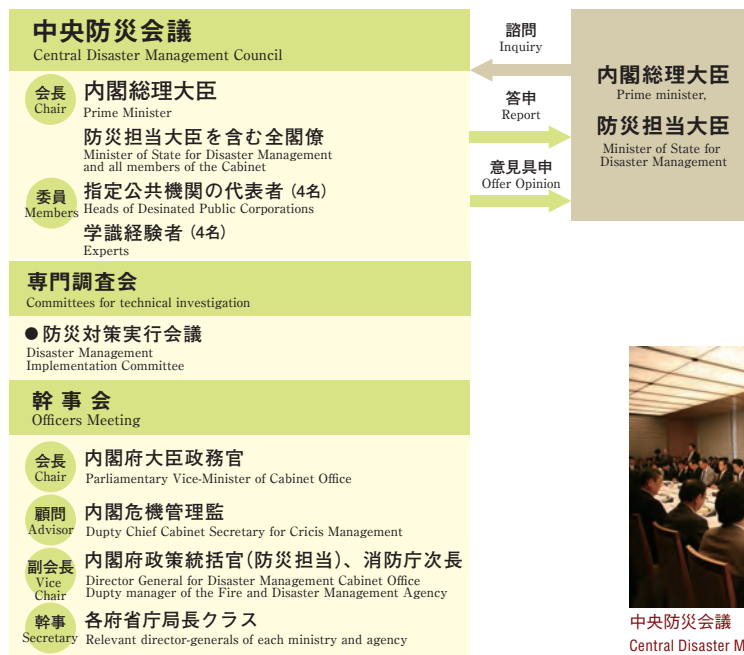 中央防災会議
Central Disaster Management Council
会長
Chair
内閣総理大臣
Prime Minister
防災担当大臣を含む全閣僚
Minister of State for Disaster Management
and all members of the Cabinet
委員
Members
指定公共機関の代表者 (4名)
Heads of Desinated Public Corporations
学識経験者 (4名)
Experts
諮問
Inquiry
答申
Report
意見具申
Offer Opinion
内閣総理大臣
Prime minister,
防災担当大臣
Minister of State for
Disaster Management
専門調査会
Committees for technical investigation
●防災対策実行会議
Disaster Management
Implementation Committee
幹 事 会
Officers Meeting
会長
Chair
内閣府大臣政務官
Parliamentary Vice-Minister of Cabinet Office
顧問
Advisor
内閣危機管理監
Dupty Chief Cabinet Secretary for Cricis Management
副会長
Vice
Chair
内閣府政策統括官(防災担当)、消防庁次長
Director General for Disaster Management Cabinet Office
Dupty manager of the Fire and Disaster Management Agency
幹事
Secretary
各府省庁局長クラス
Relevant director-generals of each ministry and agency
中央防災会議
Central Disaster M